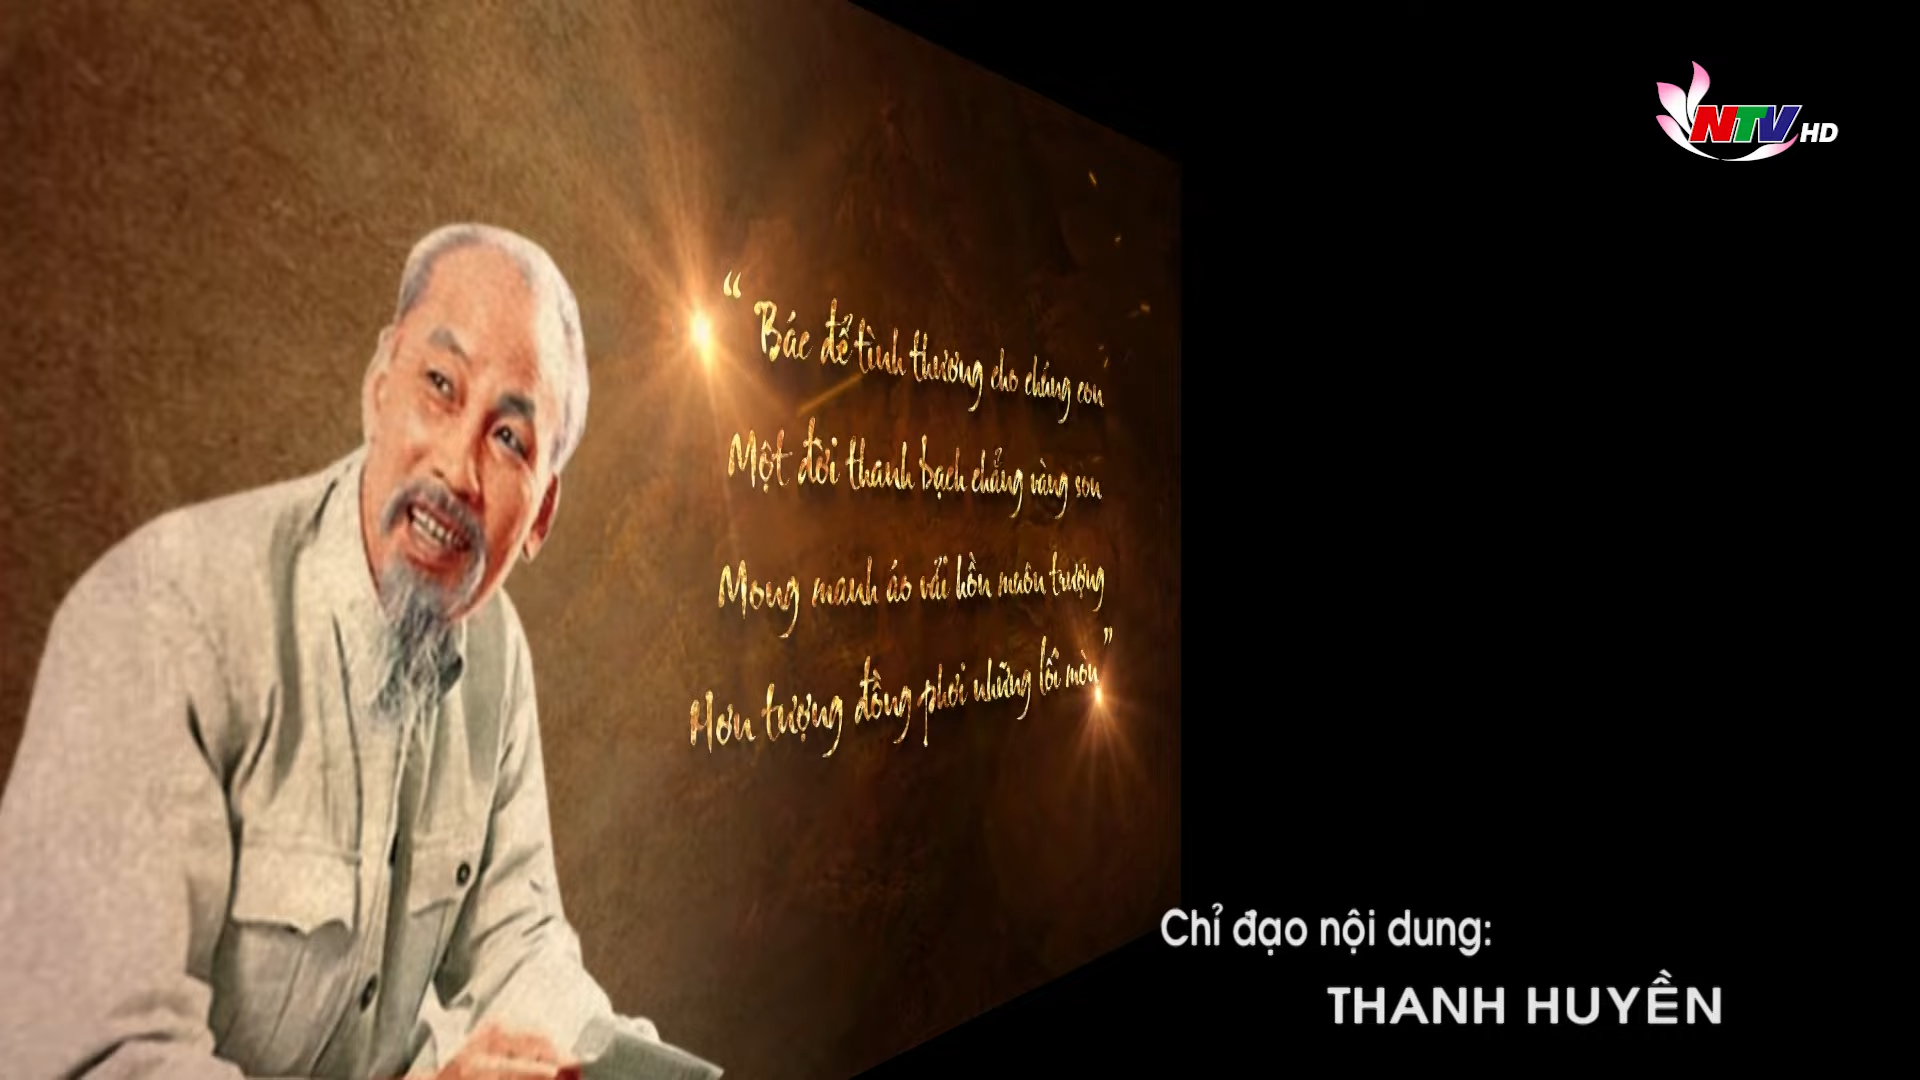 NTV HD
“Bác để tình thương cho chúng con
Một đời thanh bạch chẳng vàng son
Mong manh áo vải hồn muôn trượng
Hơn tượng đồng phơi những lối mòn”
Chỉ đạo nội dung:
THANH HUYỀN